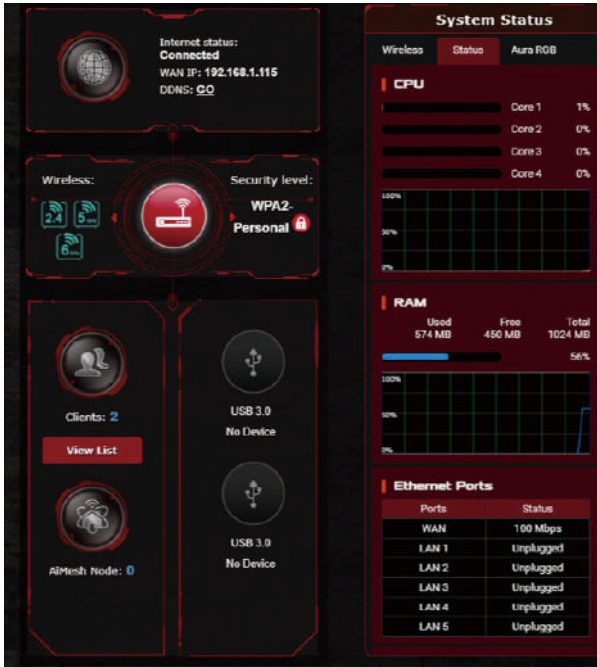 Internet status:
Connected
WAN IP: 192.168.1.115
DDNS: GO
Wireless:
2.4
5
6
Security level:
WPA2-
Personal
Clients: 2
View List
AiMesh Node: 0
USB 3.0
No Device
USB 3.0
No Device
System Status
Wireless Status Aura RGB
CPU
Core 1 1%
Core 2 0%
Core 3 0%
Core 4 0%
100%
50%
0%
RAM
Used Free Total
574 MB 450 MB 1024 MB
56%
100%
50%
0%
Ethernet Ports
Ports Status
WAN 100 Mbps
LAN 1 Unplugged
LAN 2 Unplugged
LAN 3 Unplugged
LAN 4 Unplugged
LAN 5 Unplugged